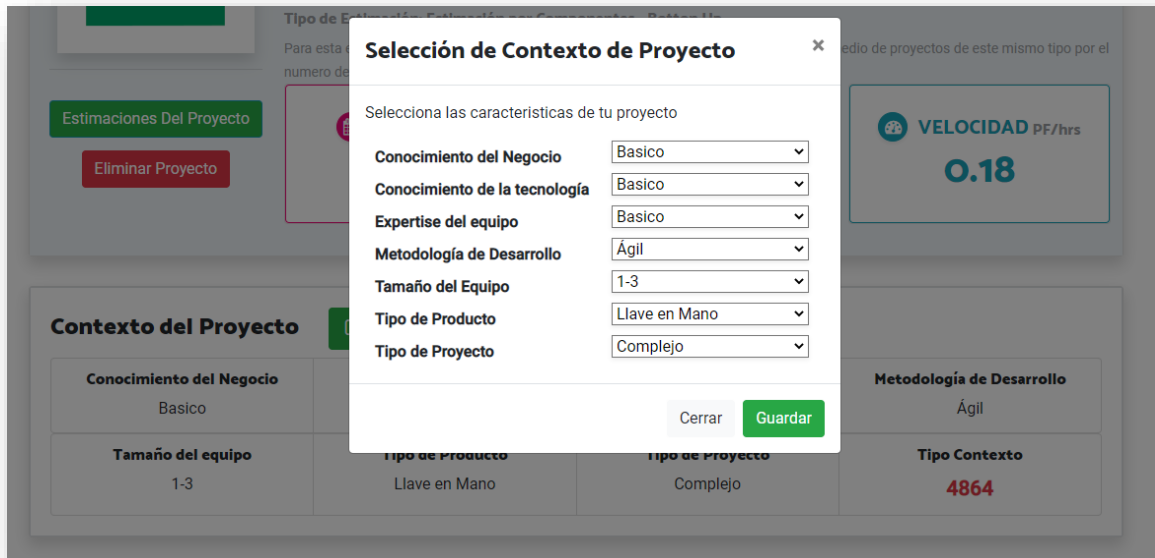 Tipo de Estimación: Estimación por Componentes - Botton Up
Para esta e
edio de proyectos de este mismo tipo por el
numero de
Estimaciones Del Proyecto
Eliminar Proyecto
VELOCIDAD PF/hrs
0.18
Selección de Contexto de Proyecto
×
Selecciona las caracteristicas de tu proyecto
Conocimiento del Negocio Basico
Conocimiento de la tecnología Basico
Expertise del equipo Basico
Metodología de Desarrollo Ágil
Tamaño del Equipo 1-3
Tipo de Producto Llave en Mano
Tipo de Proyecto Complejo
Cerrar Guardar
Contexto del Proyecto
Conocimiento del Negocio Metodología de Desarrollo
Basico Ágil
Tamaño del equipo Tipo de Producto Tipo de Proyecto Tipo Contexto
1-3 Llave en Mano Complejo 4864